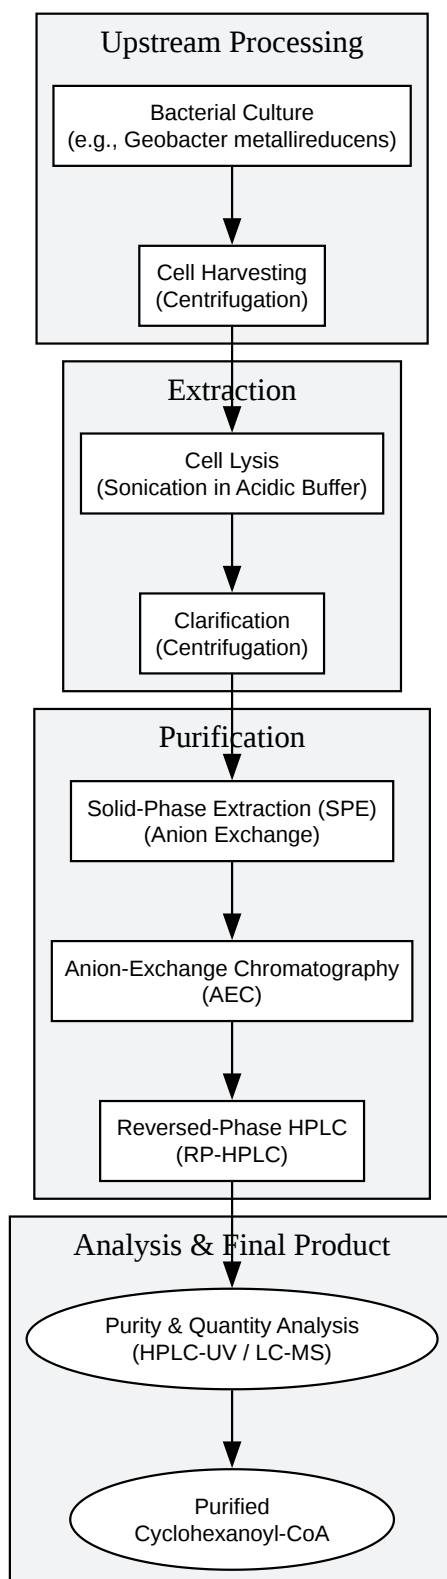 Upstream Processing
Bacterial Culture
(e.g., Geobacter metallireducens)
Cell Harvesting
(Centrifugation)
Extraction
Cell Lysis
(Sonication in Acidic Buffer)
Clarification
(Centrifugation)
Purification
Solid-Phase Extraction (SPE)
(Anion Exchange)
Anion-Exchange Chromatography
(AEC)
Reversed-Phase HPLC
(RP-HPLC)
Analysis & Final Product
Purity & Quantity Analysis
(HPLC-UV / LC-MS)
Purified
Cyclohexanoyl-CoA